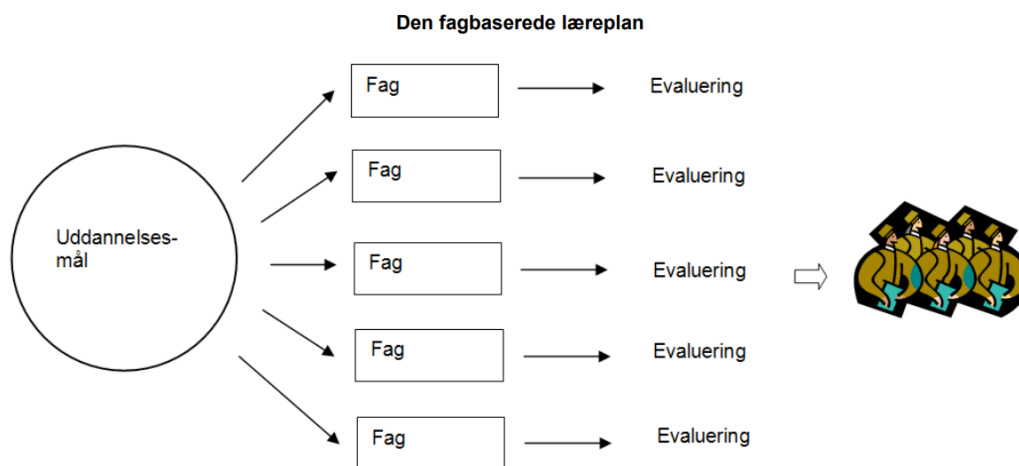 Den fagbaserede læreplan
Fag
Evaluering
Fag
Evaluering
Uddannelses-
mål
Fag
Evaluering
Fag
Evaluering
Fag
Evaluering